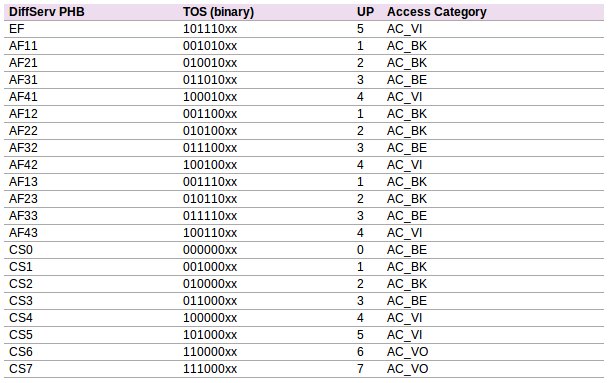 DiffServ PHB TOS (binary) UP Access Category
EF 101110xx 5 AC_VI
AF11 001010xx 1 AC_BK
AF21 010010xx 2 AC_BK
AF31 011010xx 3 AC_BE
AF41 100010xx 4 AC_VI
AF12 001100xx 1 AC_BK
AF22 010100xx 2 AC_BK
AF32 011100xx 3 AC_BE
AF42 100100xx 4 AC_VI
AF13 001110xx 1 AC_BK
AF23 010110xx 2 AC_BK
AF33 011110xx 3 AC_BE
AF43 100110xx 4 AC_VI
CS0 000000xx 0 AC_BE
CS1 001000xx 1 AC_BK
CS2 010000xx 2 AC_BK
CS3 011000xx 3 AC_BE
CS4 100000xx 4 AC_VI
CS5 101000xx 5 AC_VI
CS6 110000xx 6 AC_VO
CS7 111000xx 7 AC_VO